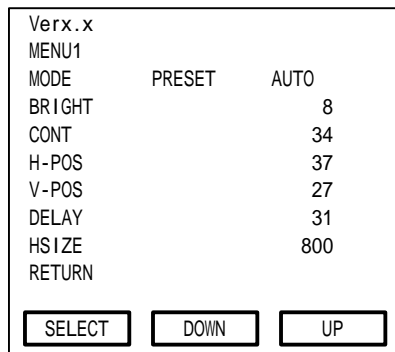 Verx.x
MENU1
MODE PRESET AUTO
BRIGHT 8
CONT 34
H-POS 37
V-POS 27
DELAY 31
HSIZE 800
RETURN
SELECT DOWN UP